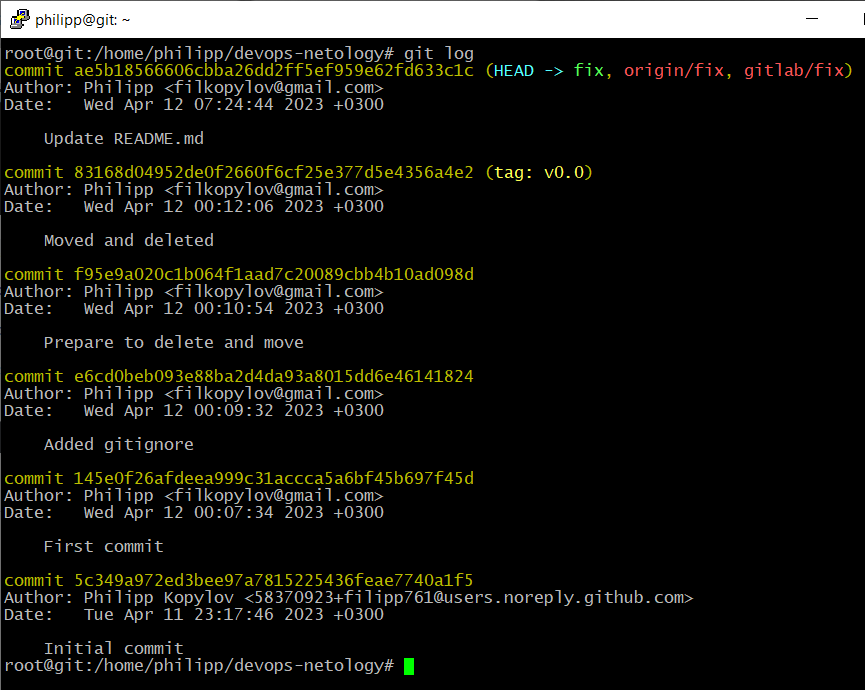 philipp@git: ~
root@git:/home/philipp/devops-netology# git log
commit ae5b18566606cbba26dd2ff5ef959e62fd633c1c (HEAD -> fix, origin/fix, gitlab/fix)
Author: Philipp <filkopylov@gmail.com>
Date:   Wed Apr 12 07:24:44 2023 +0300
    Update README.md
commit 83168d04952de0f2660f6cf25e377d5e4356a4e2 (tag: v0.0)
Author: Philipp <filkopylov@gmail.com>
Date:   Wed Apr 12 00:12:06 2023 +0300
    Moved and deleted
commit f95e9a020c1b064f1aad7c20089cbb4b10ad098d
Author: Philipp <filkopylov@gmail.com>
Date:   Wed Apr 12 00:10:54 2023 +0300
    Prepare to delete and move
commit e6cd0beb093e88ba2d4da93a8015dd6e46141824
Author: Philipp <filkopylov@gmail.com>
Date:   Wed Apr 12 00:09:32 2023 +0300
    Added gitignore
commit 145e0f26afdeea999c31accca5a6bf45b697f45d
Author: Philipp <filkopylov@gmail.com>
Date:   Wed Apr 12 00:07:34 2023 +0300
    First commit
commit 5c349a972ed3bee97a7815225436feae7740a1f5
Author: Philipp Kopylov <58370923+filipp761@users.noreply.github.com>
Date:   Tue Apr 11 23:17:46 2023 +0300
    Initial commit
root@git:/home/philipp/devops-netology#